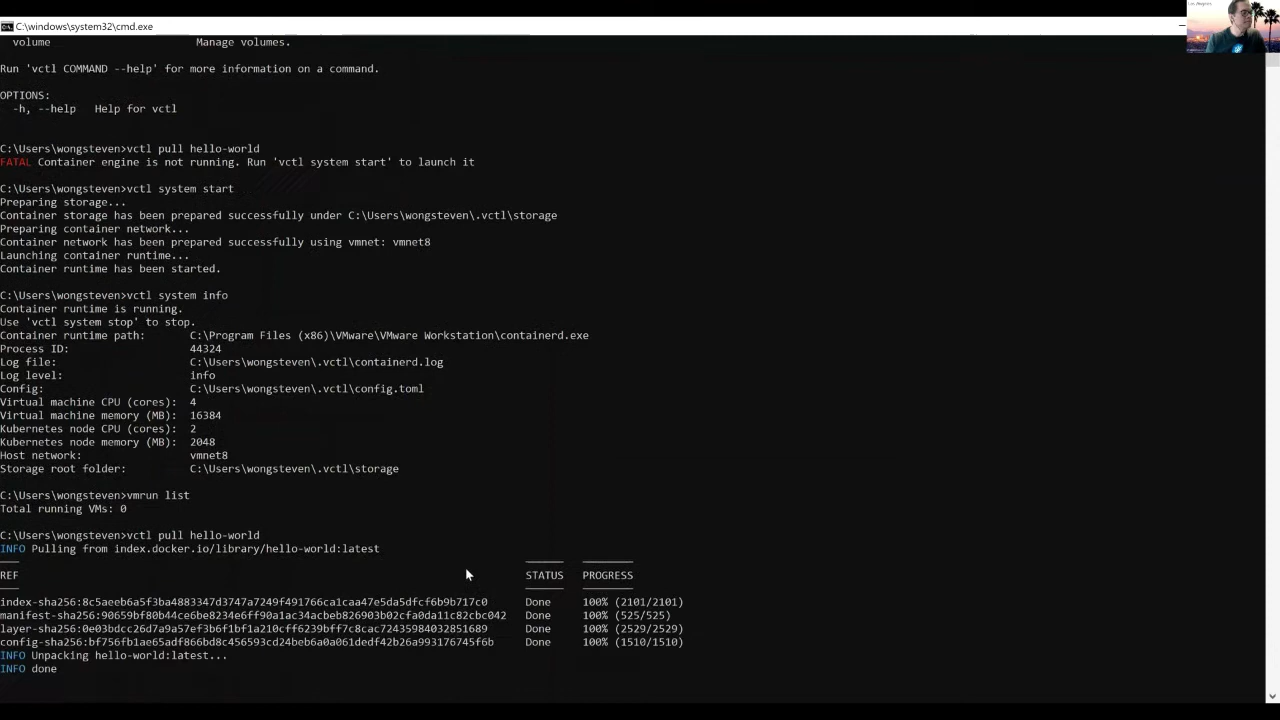 C:\windows\system32\cmd.exe
volume Manage volumes.
Run 'vctl COMMAND --help' for more information on a command.
OPTIONS:
-h, --help Help for vctl
C:\Users\wongsteven>vctl pull hello-world
FATAL Container engine is not running. Run 'vctl system start' to launch it
C:\Users\wongsteven>vctl system start
Preparing storage...
Container storage has been prepared successfully under C:\Users\wongsteven\.vctl\storage
Preparing container network...
Container network has been prepared successfully using vmnet: vmnet8
Launching container runtime...
Container runtime has been started.
C:\Users\wongsteven>vctl system info
Container runtime is running.
Use 'vctl system stop' to stop.
Container runtime path: C:\Program Files (x86)\VMware\VMware Workstation\containerd.exe
Process ID: 44324
Log file: C:\Users\wongsteven\.vctl\containerd.log
Log level: info
Config: C:\Users\wongsteven\.vctl\config.toml
Virtual machine CPU (cores): 4
Virtual machine memory (MB): 16384
Kubernetes node CPU (cores): 2
Kubernetes node memory (MB): 2048
Host network: vmnet8
Storage root folder: C:\Users\wongsteven\.vctl\storage
C:\Users\wongsteven>vmrun list
Total running VMs: 0
C:\Users\wongsteven>vctl pull hello-world
INFO Pulling from index.docker.io/library/hello-world:latest
REF STATUS PROGRESS
index-sha256:8c5aeeb6a5f3ba4883347d3747a7249f491766ca1caa47e5da5dfcf6b9b717c0 Done 100% (2101/2101)
manifest-sha256:90659bf80b44ce6be8234e6ff90a1ac34acbeb826903b02cfa0da11c82cbc042 Done 100% (525/525)
layer-sha256:0e03bdcc26d7a9a57ef3b6f1bf1a210cff6239bff7c8cac72435984032851689 Done 100% (2529/2529)
config-sha256:bf756fb1ae65adf866bd8c456593cd24beb6a0a061dedf42b26a993176745f6b Done 100% (1510/1510)
INFO Unpacking hello-world:latest...
INFO done